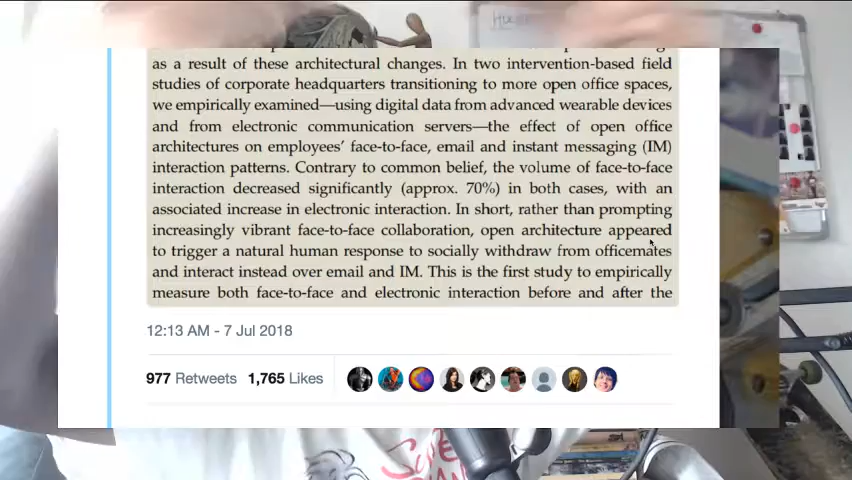 as a result of these architectural changes. In two intervention-based field
studies of corporate headquarters transitioning to more open office spaces,
we empirically examined—using digital data from advanced wearable devices
and from electronic communication servers—the effect of open office
architectures on employees' face-to-face, email and instant messaging (IM)
interaction patterns. Contrary to common belief, the volume of face-to-face
interaction decreased significantly (approx. 70%) in both cases, with an
associated increase in electronic interaction. In short, rather than prompting
increasingly vibrant face-to-face collaboration, open architecture appeared
to trigger a natural human response to socially withdraw from officemates
and interact instead over email and IM. This is the first study to empirically
measure both face-to-face and electronic interaction before and after the
12:13 AM - 7 Jul 2018
977 Retweets 1,765 Likes